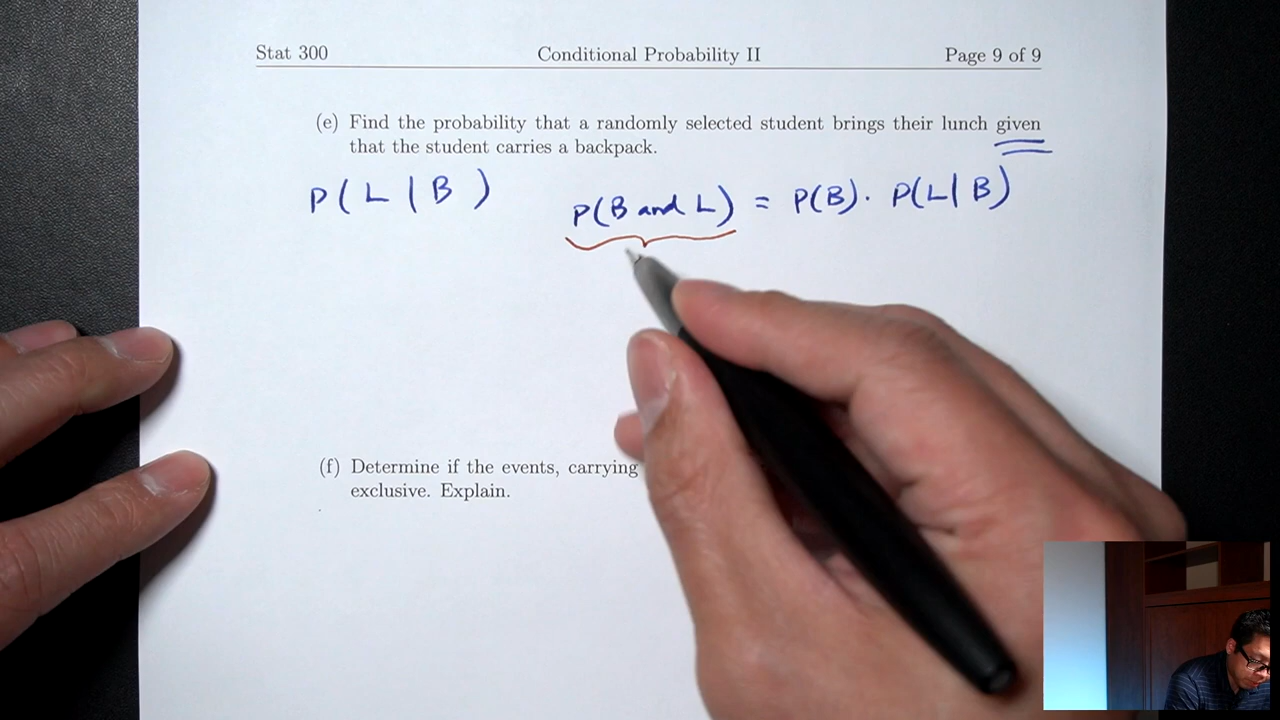 Stat 300 Conditional Probability II Page 9 of 9
(e) Find the probability that a randomly selected student brings their lunch given
that the student carries a backpack.
P( L | B ) P(B and L) = P(B). P(L|B)
(f) Determine if the events, carrying
exclusive. Explain.